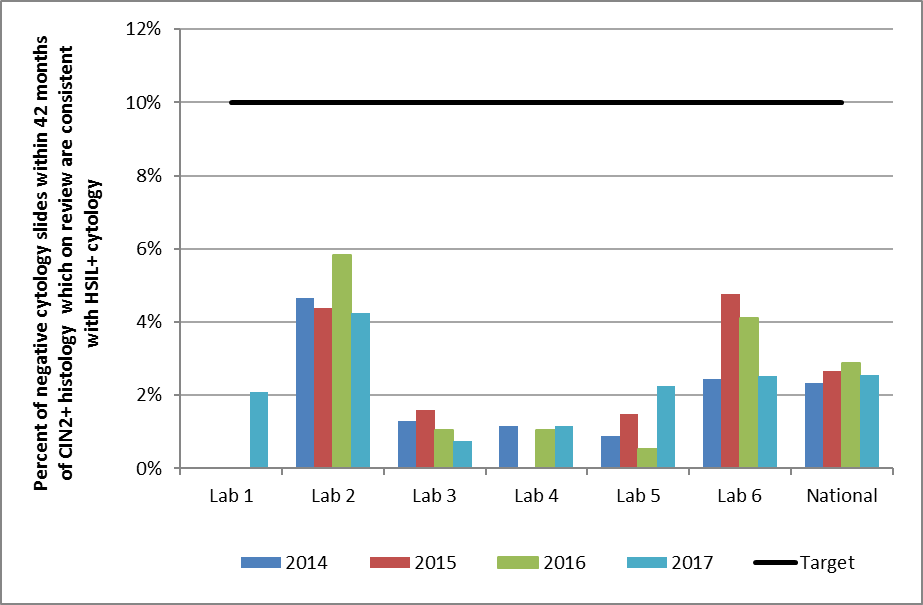 Percent of negative cytology slides within 42 months
of CIN2+ histology which on review are consistent
with HSIL+ cytology
12%
10%
8%
6%
4%
2%
0%
Lab 1 Lab 2 Lab 3 Lab 4 Lab 5 Lab 6 National
2014 2015 2016 2017 Target